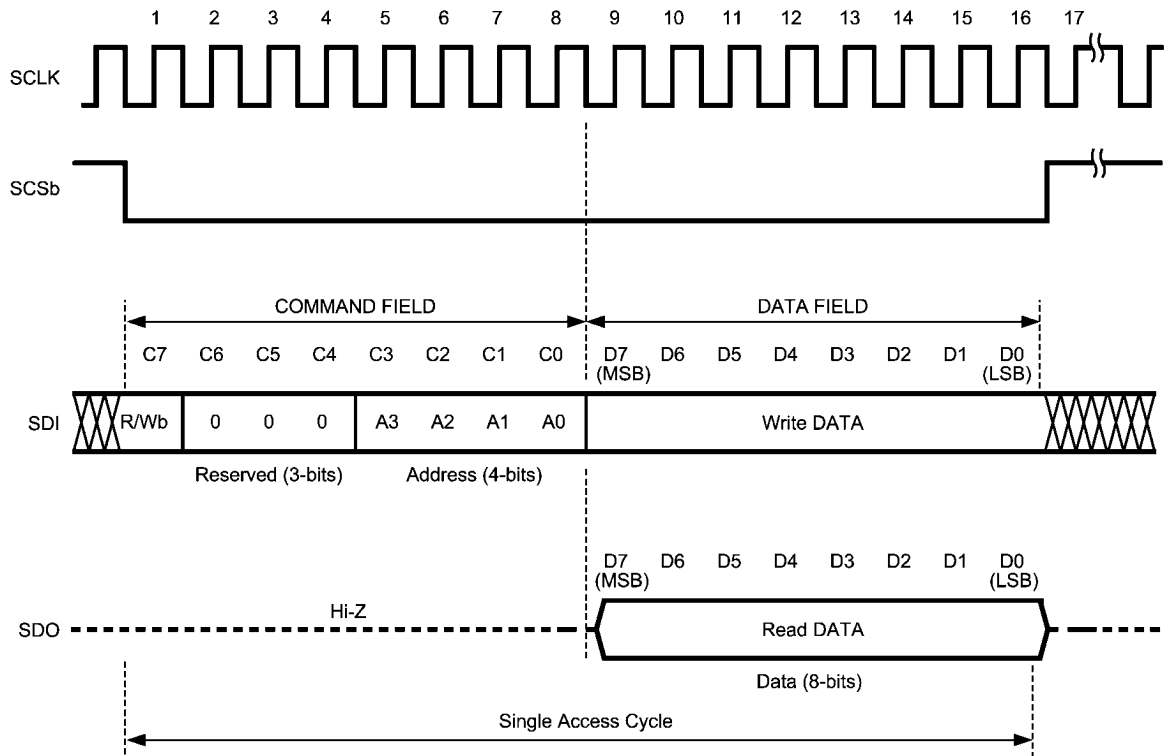 1 2 3 4 5 6 7 8 9 10 11 12 13 14 15 16 17
SCLK
SCSb
COMMAND FIELD DATA FIELD
C7 C6 C5 C4 C3 C2 C1 C0 D7 D6 D5 D4 D3 D2 D1 D0
(MSB) (LSB)
SDI R/Wb 0 0 0 A3 A2 A1 A0 Write DATA
Reserved (3-bits) Address (4-bits)
D7 D6 D5 D4 D3 D2 D1 D0
(MSB) (LSB)
Hi-Z
SDO Read DATA
Data (8-bits)
Single Access Cycle